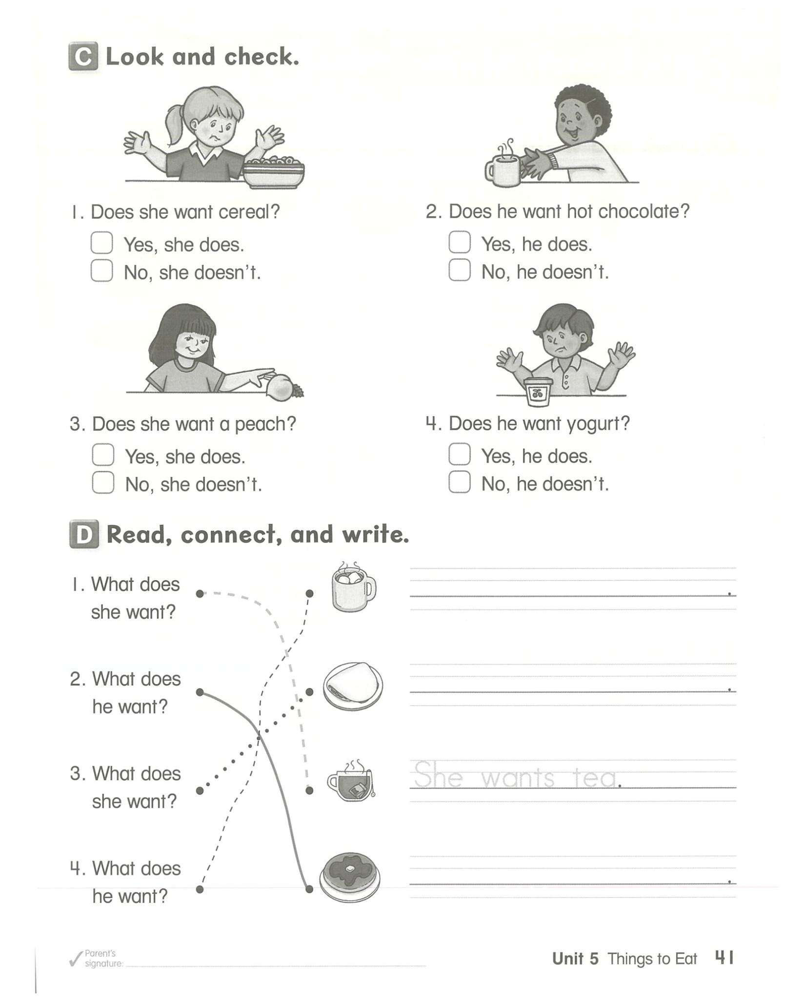 C Look and check.
1. Does she want cereal?
Yes, she does.
No, she doesn't.
2. Does he want hot chocolate?
Yes, he does.
No, he doesn't.
3. Does she want a peach?
Yes, she does.
No, she doesn't.
4. Does he want yogurt?
Yes, he does.
No, he doesn't.
D Read, connect, and write.
1. What does
she want?
.
2. What does
he want?
.
3. What does
she want?
She wants tea.
4. What does
he want?
.
Parent's
signature:
Unit 5 Things to Eat 41